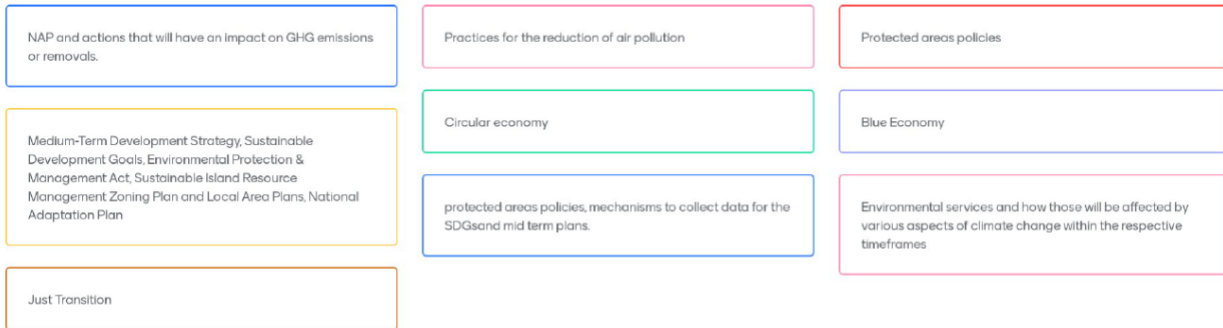 NAP and actions that will have an impact on GHG emissions
or removals.
Medium-Term Development Strategy, Sustainable
Development Goals, Environmental Protection &
Management Act, Sustainable Island Resource
Management Zoning Plan and Local Area Plans, National
Adaptation Plan
Just Transition
Practices for the reduction of air pollution
Circular economy
protected areas policies, mechanisms to collect data for the
SDGsand mid term plans.
Protected areas policies
Blue Economy
Environmental services and how those will be affected by
various aspects of climate change within the respective
timeframes